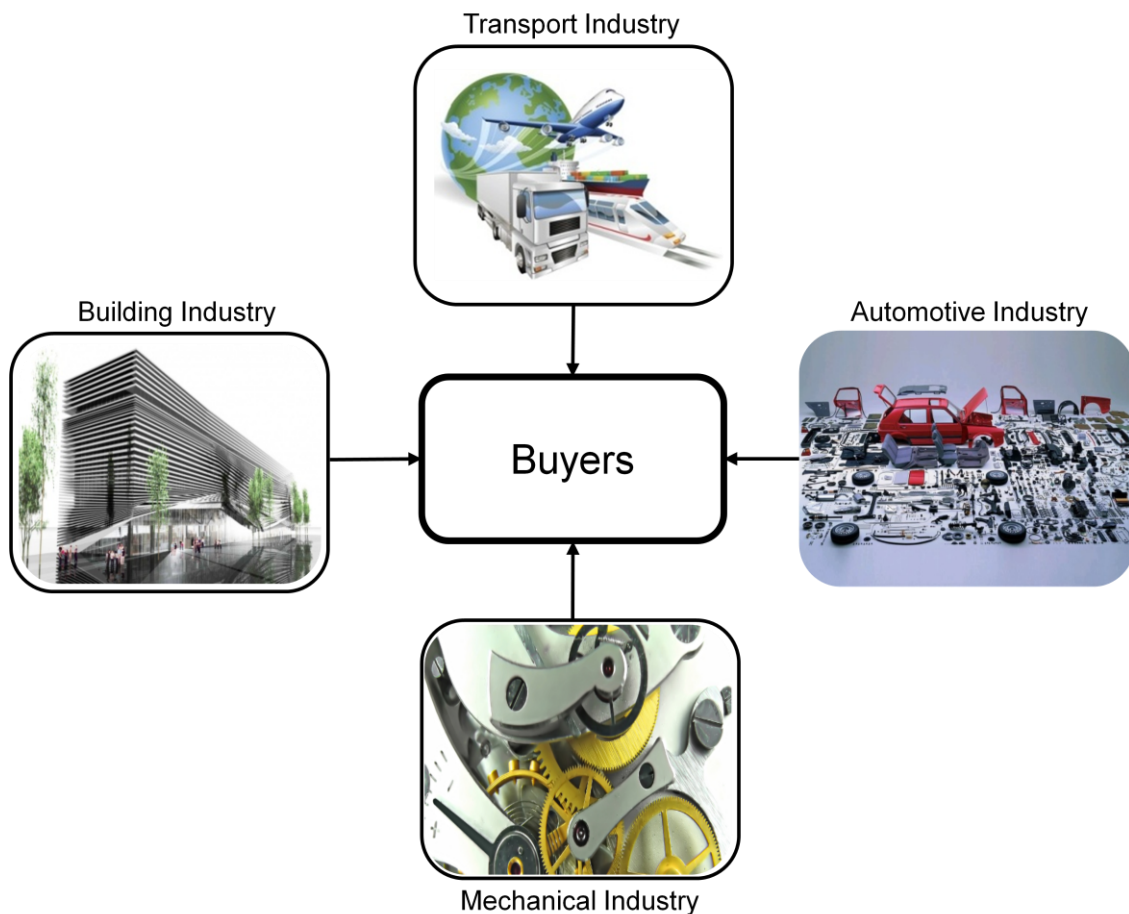 Transport Industry
Building Industry
Automotive Industry
Buyers
Mechanical Industry